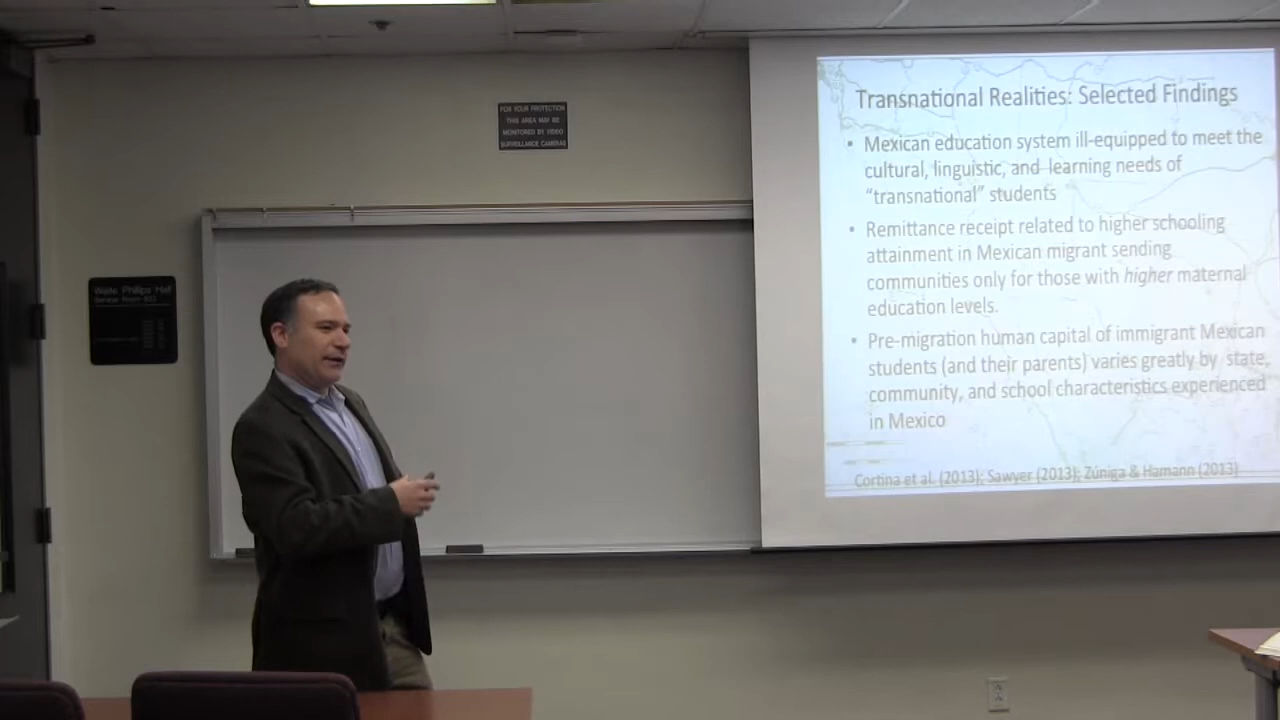 FOR YOUR PROTECTION
THIS AREA MAY BE
MONITORED BY VIDEO
SURVEILLANCE CAMERAS
Waite Phillips Hall
Transnational Realities: Selected Findings
• Mexican education system ill-equipped to meet the
cultural, linguistic, and learning needs of
“transnational” students
• Remittance receipt related to higher schooling
attainment in Mexican migrant sending
communities only for those with higher maternal
education levels.
• Pre-migration human capital of immigrant Mexican
students (and their parents) varies greatly by state,
community, and school characteristics experienced
in Mexico
Cortina et al. (2013); Sawyer (2013); Zúniga & Hamann (2013)